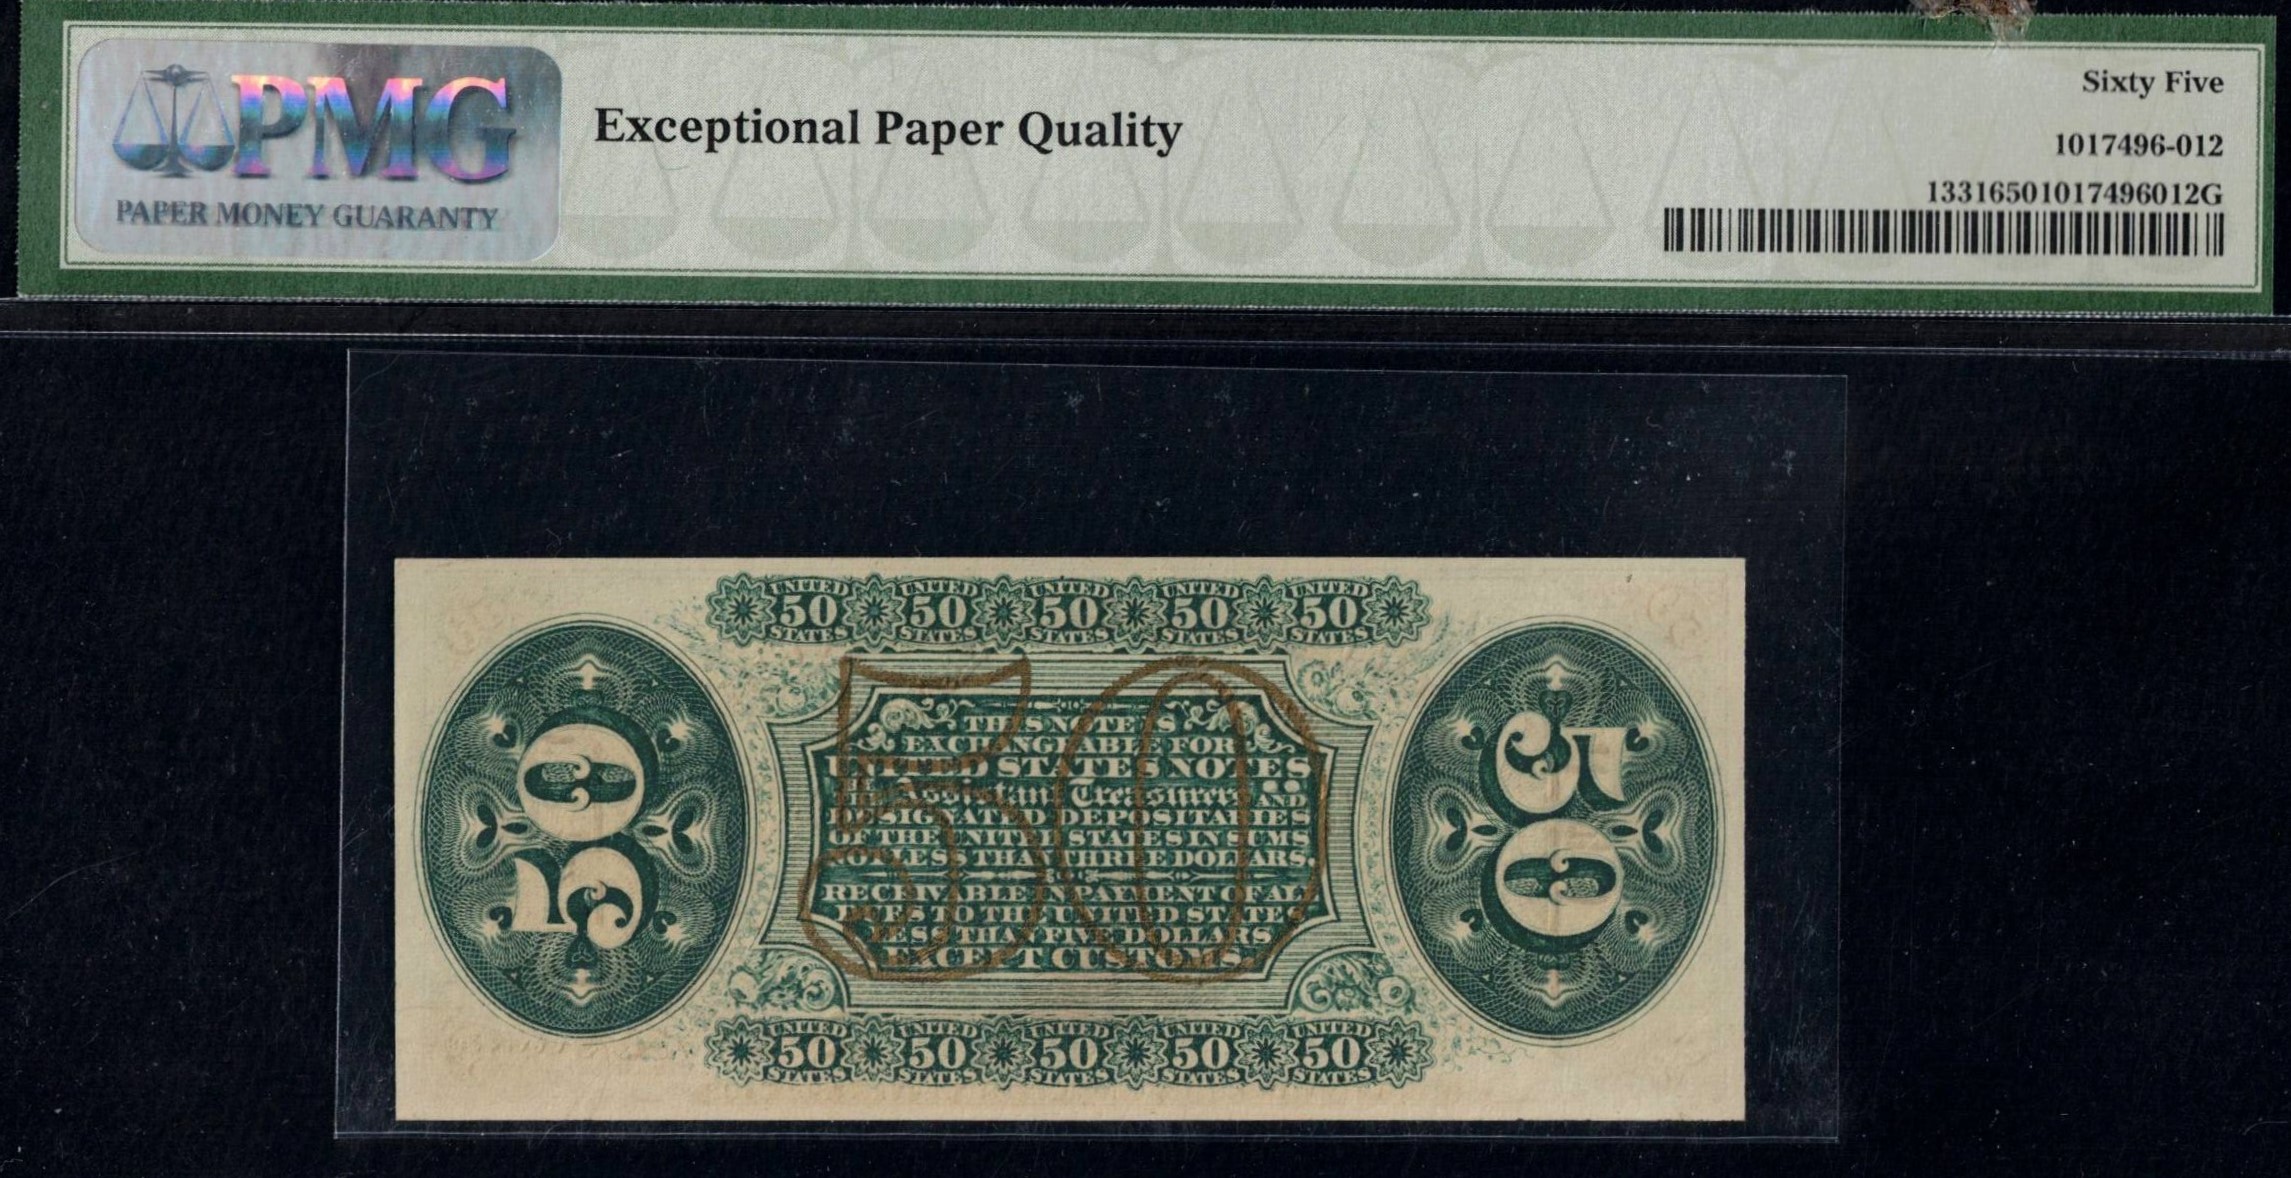 PMG
PAPER MONEY GUARANTY
Exceptional Paper Quality
Sixty Five
1017496-012
13316501017496012G
UNITED UNITED UNITED UNITED UNITED
50 50 50 50 50
STATES STATES STATES STATES STATES
50
50
50
THIS NOTE IS
EXCHANGEABLE FOR
UNITED STATES NOTES
Assistant Treasurers AND
DESIGNATED DEPOSITARIES
OF THE UNITED STATES IN SUMS
NOT LESS THAN THREE DOLLARS.
RECEIVABLE IN PAYMENT OF ALL
DUES TO THE UNITED STATES
LESS THAN FIVE DOLLARS
EXCEPT CUSTOMS.
UNITED UNITED UNITED UNITED UNITED
50 50 50 50 50
STATES STATES STATES STATES STATES